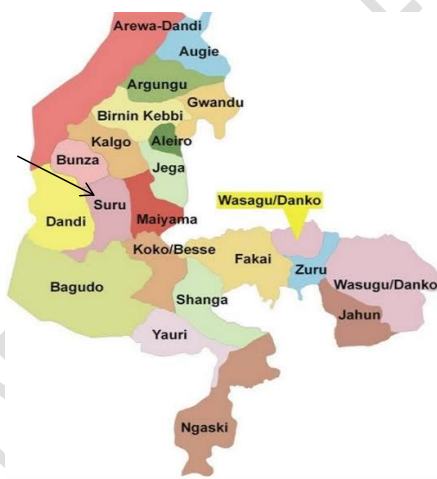 Arewa-Dandi
Augie
Argungu
Gwandu
Birnin Kebbi
Kalgo
Aleiro
Bunza
Jega
Suru
Wasagu/Danko
Dandi
Maiyama
Koko/Besse
Fakai
Zuru
Bagudo
Wasugu/Danko
Shanga
Jahun
Yauri
Ngaski